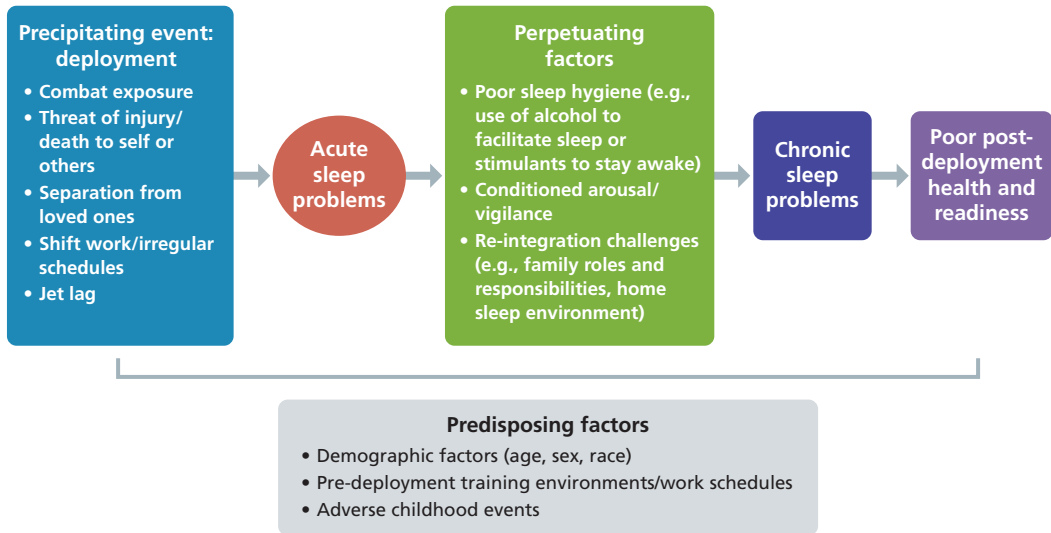 Precipitating event:
deployment
• Combat exposure
• Threat of injury/
death to self or
others
• Separation from
loved ones
• Shift work/irregular
schedules
• Jet lag
Acute
sleep
problems
Perpetuating
factors
• Poor sleep hygiene (e.g.,
use of alcohol to
facilitate sleep or
stimulants to stay awake)
• Conditioned arousal/
vigilance
• Re-integration challenges
(e.g., family roles and
responsibilities, home
sleep environment)
Chronic
sleep
problems
Poor post-
deployment
health and
readiness
Predisposing factors
• Demographic factors (age, sex, race)
• Pre-deployment training environments/work schedules
• Adverse childhood events